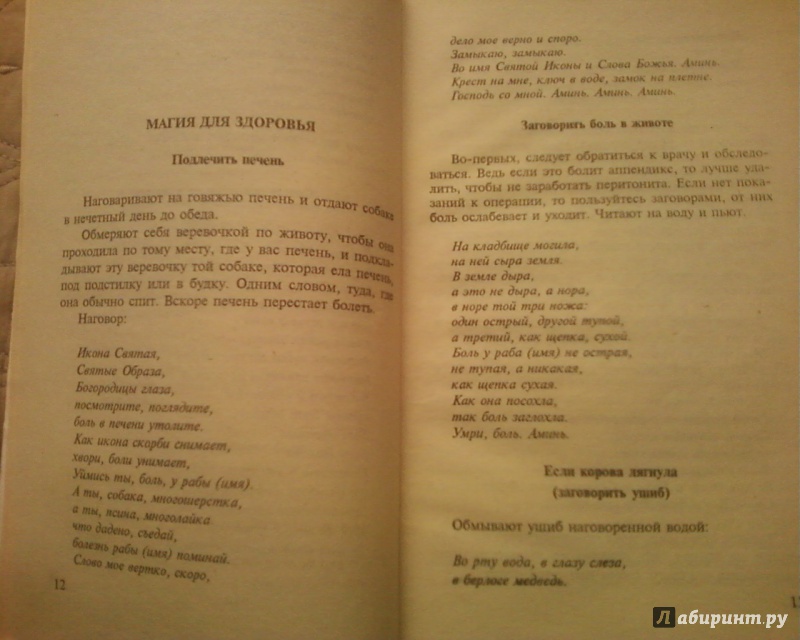 МАГИЯ ДЛЯ ЗДОРОВЬЯ
Подлечить печень
Наговаривают на говяжью печень и отдают собаке
в нечетный день до обеда.
Обмеряют себя веревочкой по животу, чтобы она
проходила по тому месту, где у вас печень, и подкла-
дывают эту веревочку той собаке, которая ела печень,
под подстилку или в будку. Одним словом, туда, где
она обычно спит. Вскоре печень перестает болеть.
Наговор:
Икона Святая,
Святые Образа,
Богородицы глаза,
посмотрите, поглядите,
боль в печени утолите.
Как икона скорби снимает,
хвори, боли унимает,
Уймись ты, боль, у рабы (имя).
А ты, собака, многошерстка,
а ты, псина, многолайка
что дадено, съедай,
болезнь рабы (имя) поминай.
Слово мое вертко, скоро,
12
дело мое верно и споро.
Замыкаю, замыкаю.
Во имя Святой Иконы и Слова Божья. Аминь.
Крест на мне, ключ в воде, замок на плетне.
Господь со мной. Аминь. Аминь. Аминь.
Заговорить боль в животе
Во-первых, следует обратиться к врачу и обследо-
ваться. Ведь если это болит аппендикс, то лучше уда-
лить, чтобы не заработать перитонита. Если нет пока-
заний к операции, то пользуйтесь заговорами, от них
боль ослабевает и уходит. Читают на воду и пьют.
На кладбище могила,
на ней сыра земля.
В земле дыра,
а это не дыра, а нора,
в норе той три ножа:
один острый, другой тупой,
а третий, как щепка, сухой.
Боль у раба (имя) не острая,
не тупая, а никакая,
как щепка сухая.
Как она посохла,
так боль заглохла.
Умри, боль. Аминь.
Если корова лягнула
(заговорить ушиб)
Обмывают ушиб наговоренной водой:
Во рту вода, в глазу слеза,
в берлоге медведь.
Лабиринт.ру